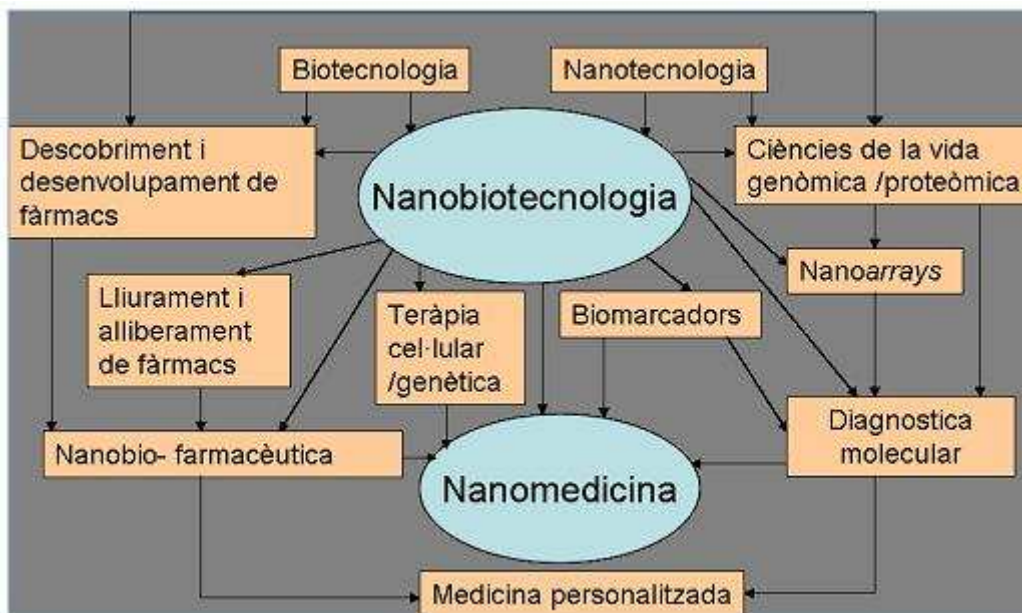 Biotecnologia
Nanotecnologia
Descobriment i
desenvolupament de
fàrmacs
Nanobiotecnologia
Ciències de la vida
genòmica /proteòmica
Nanoarrays
Lliurament i
alliberament
de fàrmacs
Teràpia
cel·lular
/genètica
Biomarcadors
Nanobio- farmacèutica
Diagnostica
molecular
Nanomedicina
Medicina personalitzada